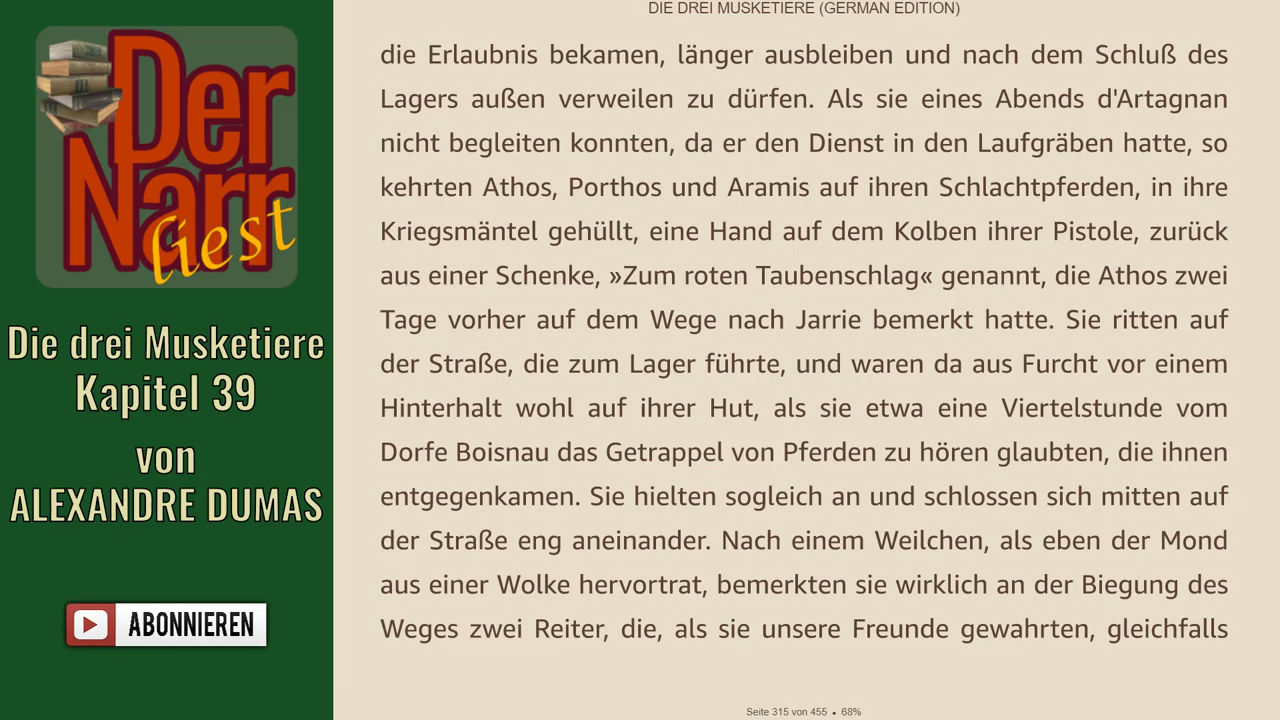 Der
Narr
liest
Die drei Musketiere
Kapitel 39
von
ALEXANDRE DUMAS
ABONNIEREN
DIE DREI MUSKETIERE (GERMAN EDITION)
die Erlaubnis bekamen, länger ausbleiben und nach dem Schluß des
Lagers außen verweilen zu dürfen. Als sie eines Abends d'Artagnan
nicht begleiten konnten, da er den Dienst in den Laufgräben hatte, so
kehrten Athos, Porthos und Aramis auf ihren Schlachtpferden, in ihre
Kriegsmäntel gehüllt, eine Hand auf dem Kolben ihrer Pistole, zurück
aus einer Schenke, »Zum roten Taubenschlag« genannt, die Athos zwei
Tage vorher auf dem Wege nach Jarrie bemerkt hatte. Sie ritten auf
der Straße, die zum Lager führte, und waren da aus Furcht vor einem
Hinterhalt wohl auf ihrer Hut, als sie etwa eine Viertelstunde vom
Dorfe Boisnau das Getrappel von Pferden zu hören glaubten, die ihnen
entgegenkamen. Sie hielten sogleich an und schlossen sich mitten auf
der Straße eng aneinander. Nach einem Weilchen, als eben der Mond
aus einer Wolke hervortrat, bemerkten sie wirklich an der Biegung des
Weges zwei Reiter, die, als sie unsere Freunde gewahrten, gleichfalls
Seite 315 von 455 • 68%